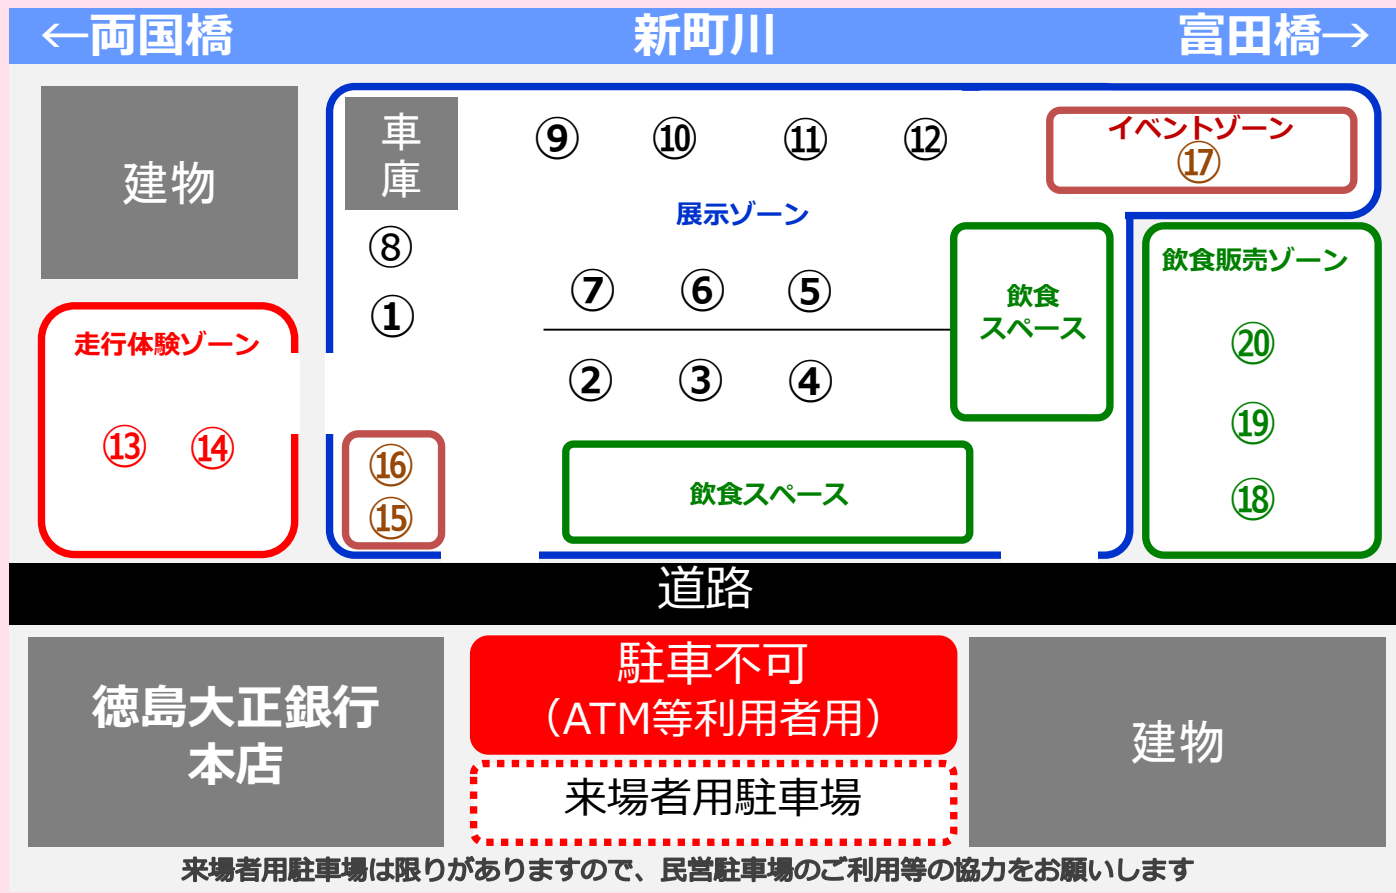 ←両国橋
新町川
富田橋→
建物
車
庫
⑨
⑩
⑪
⑫
イベントゾーン
⑰
展示ゾーン
⑧
①
⑦
⑥
⑤
②
③
④
飲食
スペース
飲食販売ゾーン
⑳
⑲
⑱
走行体験ゾーン
⑬
⑭
⑯
⑮
飲食スペース
道路
徳島大正銀行
本店
駐車不可
（ATM等利用者用）
来場者用駐車場
建物
来場者用駐車場は限りがありますので、民営駐車場のご利用等の協力をお願いします